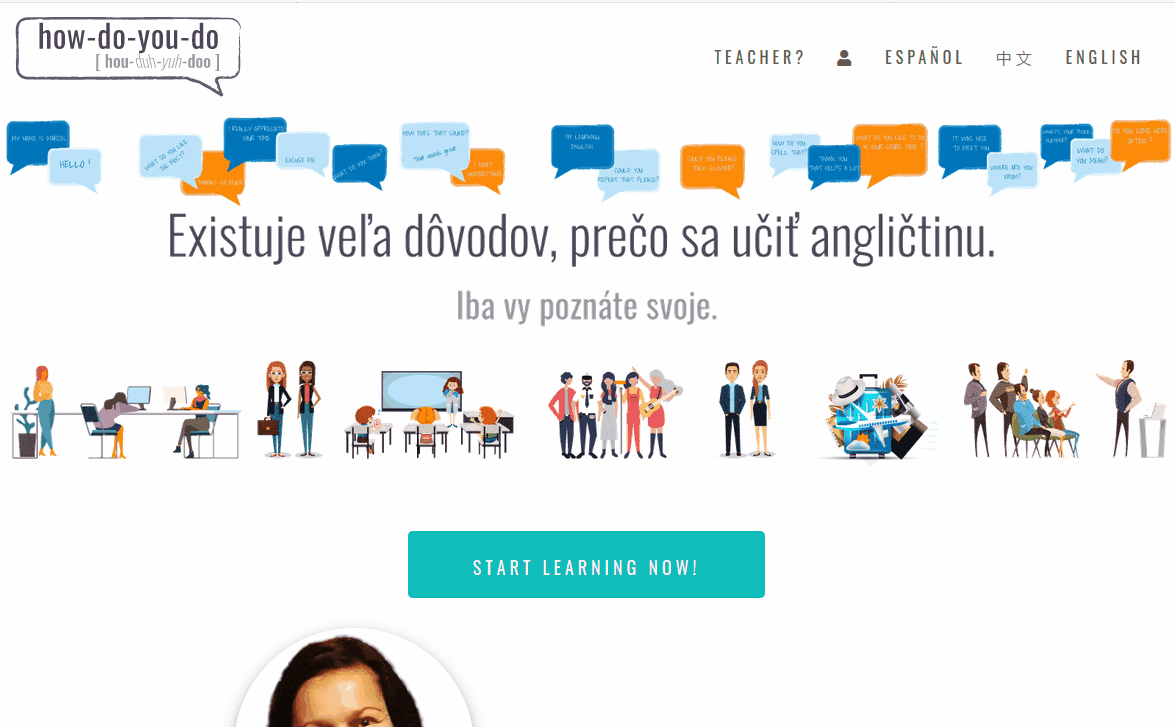 how-do-you-do
[ hou-duh-yuh-doo ]
TEACHER?
ESPAÑOL
中文
ENGLISH
MY NAME IS MARISOL
HELLO !
WHAT DO YOU LIKE
THE MOST?
THANKS SO MUCH
I REALLY APPRECIATE
YOUR TIME
EXCUSE ME
WHAT DO YOU THINK?
HOW DOES THAT SOUND?
That sounds great
I DON'T
UNDERSTAND
I'M LEARNING
ENGLISH
COULD YOU
REPEAT THAT PLEASE?
COULD YOU PLEASE
TALK SLOWER?
HOW DO YOU
SPELL THAT?
THANK YOU
THAT HELPS A LOT
WHAT DO YOU LIKE TO DO
IN YOUR SPARE TIME ?
IT WAS NICE
TO MEET YOU
WHERE ARE YOU
FROM?
WHAT'S YOUR PHONE
NUMBER?
WHAT DO
YOU MEAN?
DO YOU COME HERE
OFTEN ?
Existuje veľa dôvodov, prečo sa učiť angličtinu.
Iba vy poznáte svoje.
START LEARNING NOW!